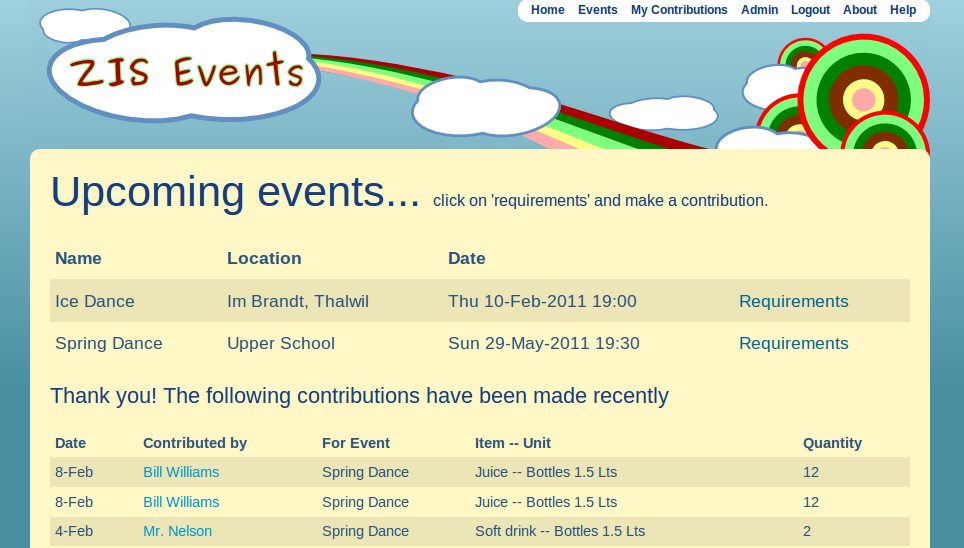 Home Events My Contributions Admin Logout About Help
ZIS Events
Upcoming events... click on 'requirements' and make a contribution.
Name Location Date
Ice Dance Im Brandt, Thalwil Thu 10-Feb-2011 19:00 Requirements
Spring Dance Upper School Sun 29-May-2011 19:30 Requirements
Thank you! The following contributions have been made recently
Date Contributed by For Event Item -- Unit Quantity
8-Feb Bill Williams Spring Dance Juice -- Bottles 1.5 Lts 12
8-Feb Bill Williams Spring Dance Juice -- Bottles 1.5 Lts 12
4-Feb Mr. Nelson Spring Dance Soft drink -- Bottles 1.5 Lts 2